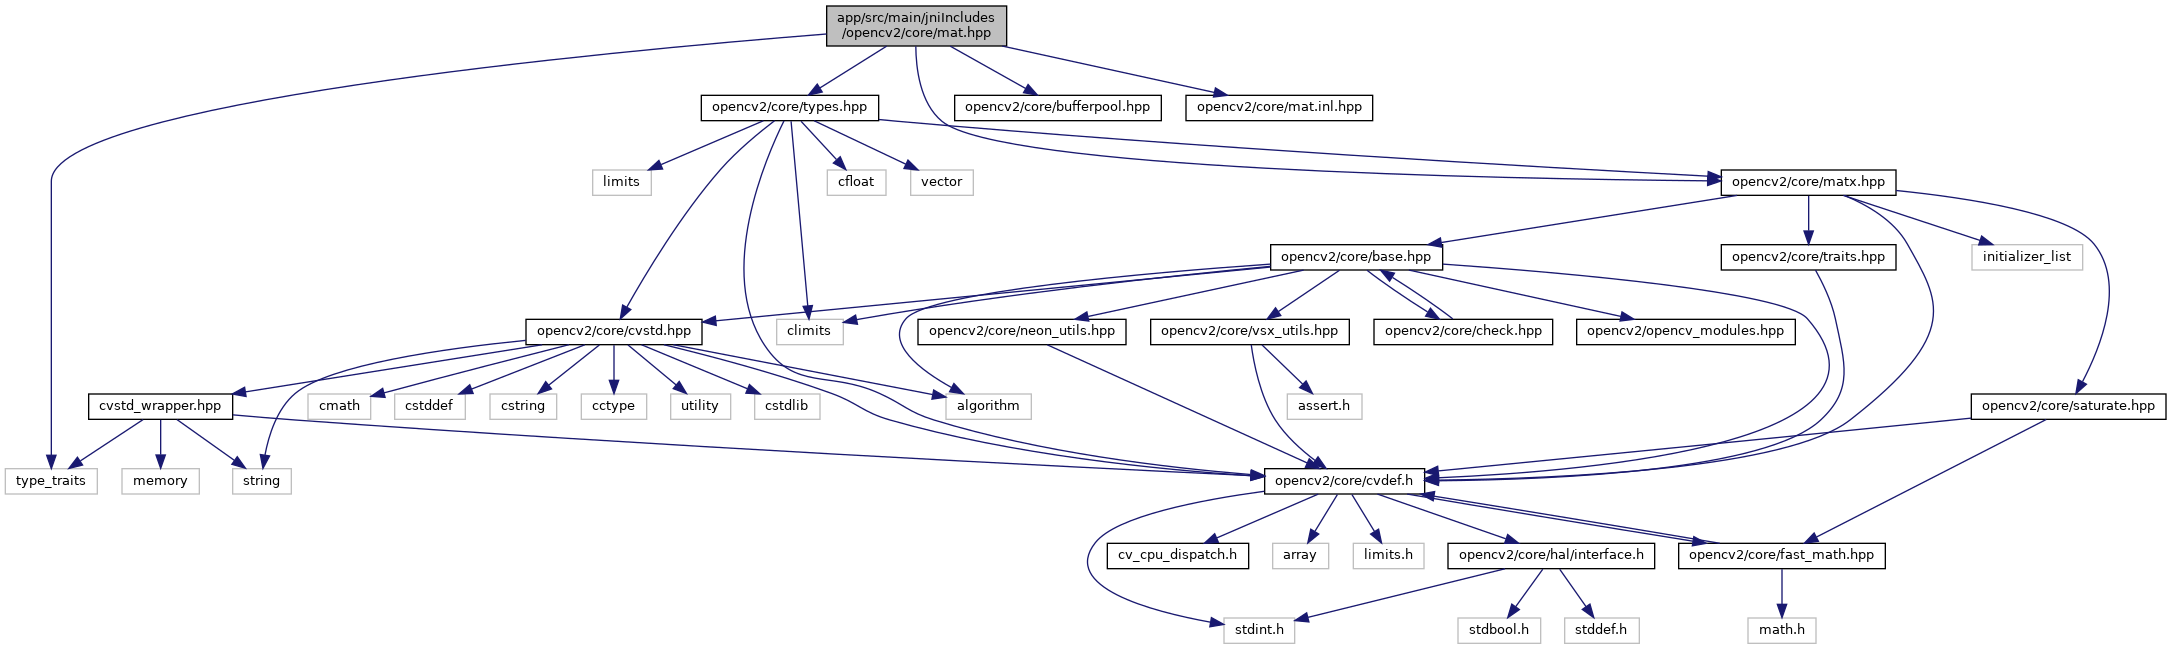 app/src/main/jniIncludes
/opencv2/core/mat.hpp
opencv2/core/types.hpp
opencv2/core/bufferpool.hpp
opencv2/core/mat.inl.hpp
limits
cfloat
vector
opencv2/core/matx.hpp
opencv2/core/base.hpp
opencv2/core/traits.hpp
initializer_list
opencv2/core/cvstd.hpp
climits
opencv2/core/neon_utils.hpp
opencv2/core/vsx_utils.hpp
opencv2/core/check.hpp
opencv2/opencv_modules.hpp
cvstd_wrapper.hpp
cmath
cstddef
cstring
cctype
utility
cstdlib
algorithm
assert.h
opencv2/core/saturate.hpp
type_traits
memory
string
opencv2/core/cvdef.h
cv_cpu_dispatch.h
array
limits.h
opencv2/core/hal/interface.h
opencv2/core/fast_math.hpp
stdint.h
stdbool.h
stddef.h
math.h